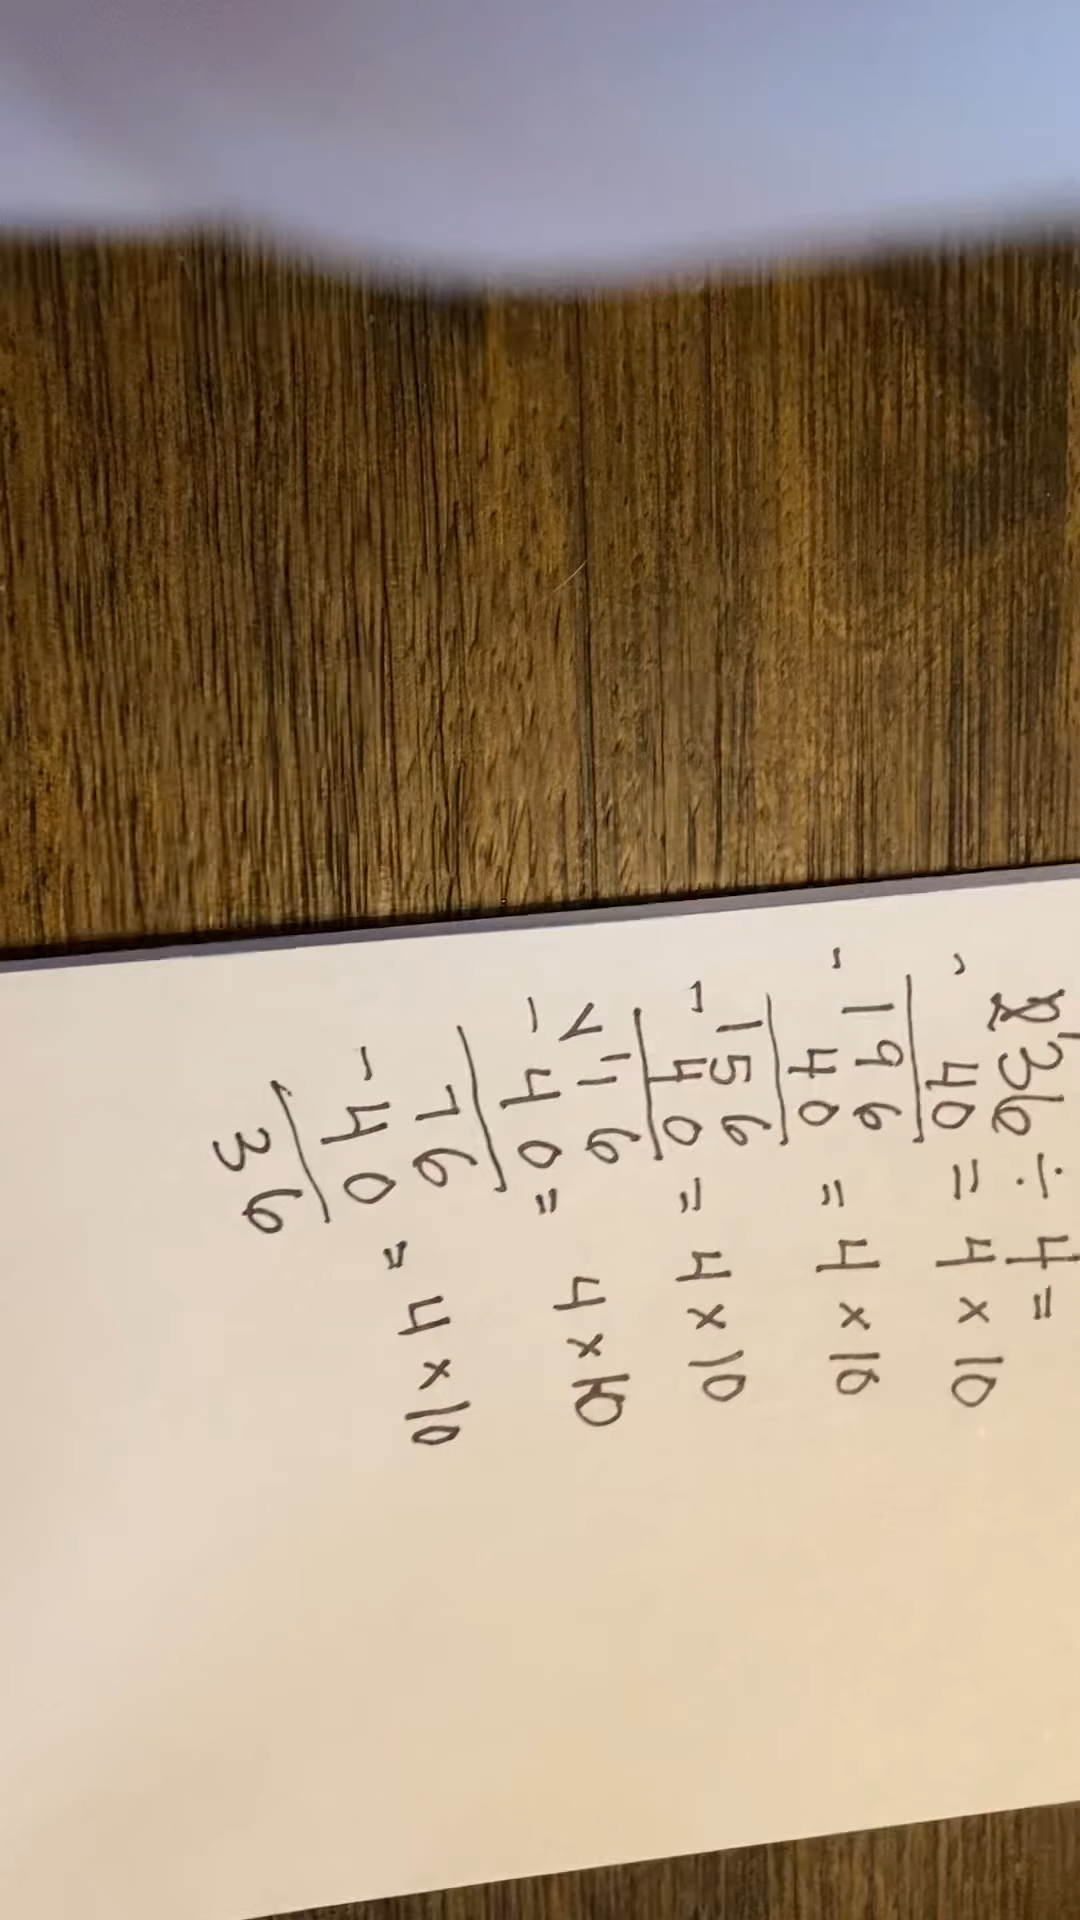 236 ÷ 4 =
- 40 = 4 × 10
196
- 40 = 4 × 10
156
- 40 = 4 × 10
116
- 40 = 4 × 10
76
- 40 = 4 × 10
36